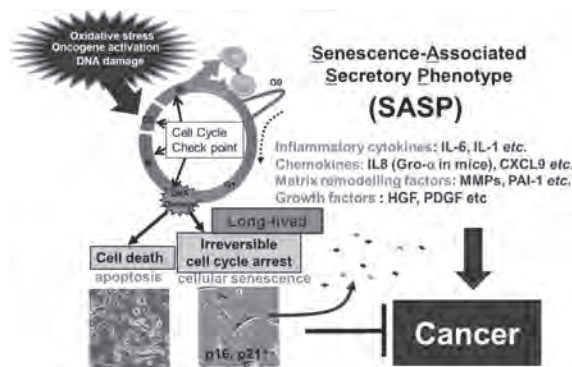 Oxidative stress
Oncogene activation
DNA damage
Senescence-Associated
Secretory Phenotype
(SASP)
G0
Cell Cycle
Check point
Inflammatory cytokines: IL-6, IL-1 etc.
Chemokines: IL8 (Gro-α in mice), CXCL9 etc.
Matrix remodelling factors: MMPs, PAI-1 etc.
Growth factors: HGF, PDGF etc
G1
DNA
Long-lived
Cell death
Irreversible
cell cycle arrest
apoptosis
cellular senescence
p16, p21↑
Cancer